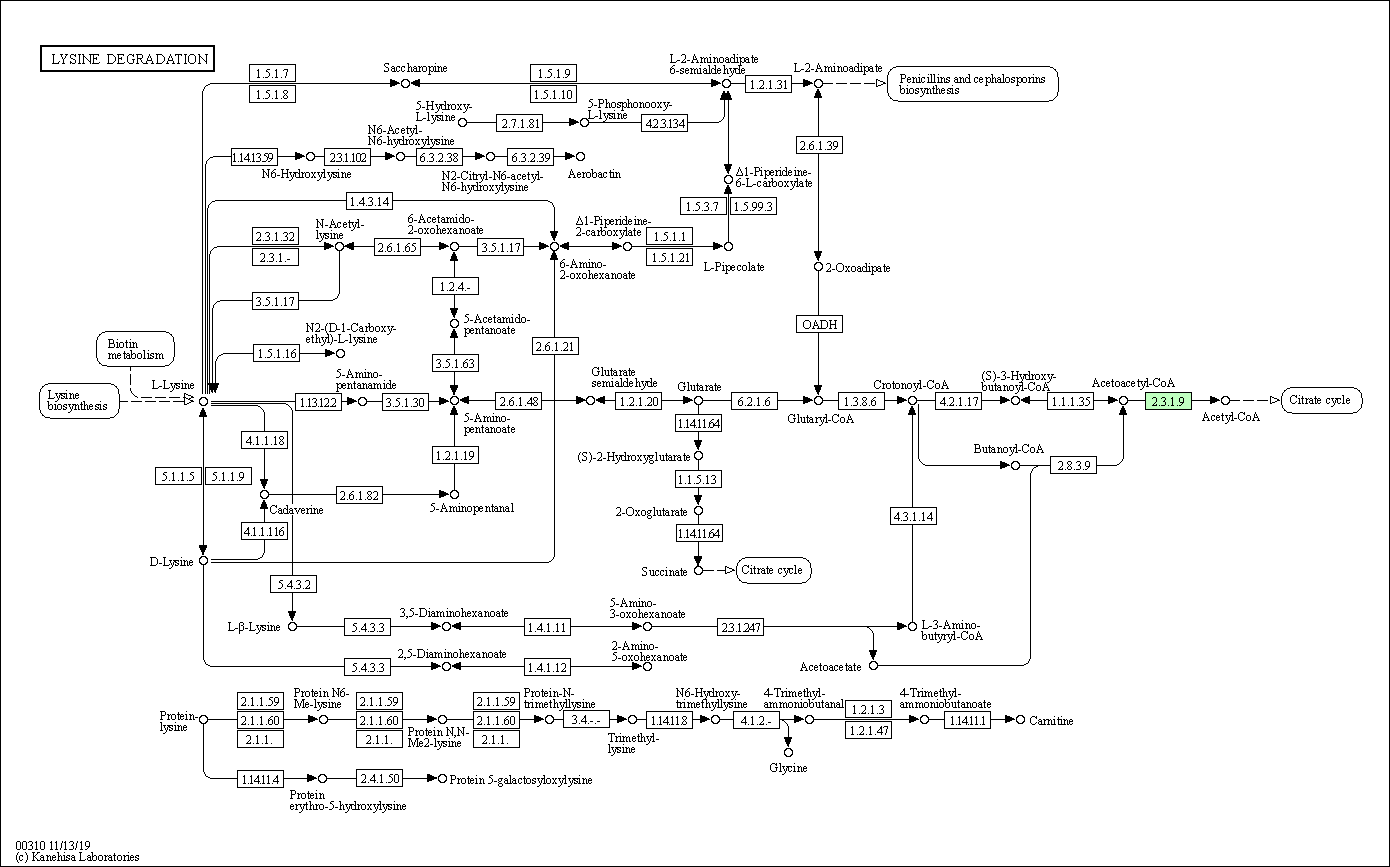 LYSINE DEGRADATION
1.5.1.7
1.5.1.8
Saccharopine
1.5.1.9
1.5.1.10
L-2-Aminoadipate
6-semialdehyde
1.2.1.31
L-2-Aminoadipate
Penicillins and cephalosporins
biosynthesis
5-Hydroxy-
L-lysine
2.7.1.81
5-Phosphonooxy-
L-lysine
4.2.3.134
2.6.1.39
1.14.13.59
N6-Hydroxylysine
2.3.1.102
N6-Acetyl-
N6-hydroxylysine
6.3.2.38
N2-Citryl-N6-acetyl-
N6-hydroxylysine
6.3.2.39
Aerobactin
Δ1-Piperideine-
6-L-carboxylate
1.4.3.14
1.5.3.7
1.5.99.3
2.3.1.32
2.3.1.-
N-Acetyl-
lysine
2.6.1.65
6-Acetamido-
2-oxohexanoate
3.5.1.17
6-Amino-
2-oxohexanoate
Δ1-Piperideine-
2-carboxylate
1.5.1.1
1.5.1.21
L-Pipecolate
2-Oxoadipate
1.2.4.-
3.5.1.17
5-Acetamido-
pentanoate
OADH
N2-(D-1-Carboxy-
ethyl)-L-lysine
1.5.1.16
2.6.1.21
3.5.1.63
Biotin
metabolism
Lysine
biosynthesis
L-Lysine
1.13.12.2
5-Amino-
pentanamide
3.5.1.30
5-Amino-
pentanoate
2.6.1.48
Glutarate
semialdehyde
1.2.1.20
Glutarate
6.2.1.6
Glutaryl-CoA
1.3.8.6
Crotonoyl-CoA
4.2.1.17
(S)-3-Hydroxy-
butanoyl-CoA
1.1.1.35
Acetoacetyl-CoA
2.3.1.9
Acetyl-CoA
Citrate cycle
1.14.11.64
4.1.1.18
1.2.1.19
(S)-2-Hydroxyglutarate
Butanoyl-CoA
2.8.3.9
5.1.1.5
5.1.1.9
1.1.5.13
2.6.1.82
Cadaverine
5-Aminopentanal
2-Oxoglutarate
4.3.1.14
4.1.1.116
1.14.11.64
D-Lysine
Succinate
Citrate cycle
5.4.3.2
L-β-Lysine
5.4.3.3
3,5-Diaminohexanoate
1.4.1.11
5-Amino-
3-oxohexanoate
2.3.1.247
L-3-Amino-
butyryl-CoA
5.4.3.3
2,5-Diaminohexanoate
1.4.1.12
2-Amino-
5-oxohexanoate
Acetoacetate
Protein-
lysine
2.1.1.59
2.1.1.60
2.1.1.
Protein N6-
Me-lysine
2.1.1.59
2.1.1.60
2.1.1.
Protein N,N-
Me2-lysine
2.1.1.59
2.1.1.60
2.1.1.
Protein-N-
trimethyllysine
3.4.-.-
Trimethyl-
lysine
1.14.11.8
N6-Hydroxy-
trimethyllysine
4.1.2.-
4-Trimethyl-
ammoniobutanal
1.2.1.3
1.2.1.47
4-Trimethyl-
ammoniobutanoate
1.14.11.1
Carnitine
Glycine
1.14.11.4
Protein
erythro-5-hydroxylysine
2.4.1.50
Protein 5-galactosyloxylysine
00310 11/13/19
(c) Kanehisa Laboratories